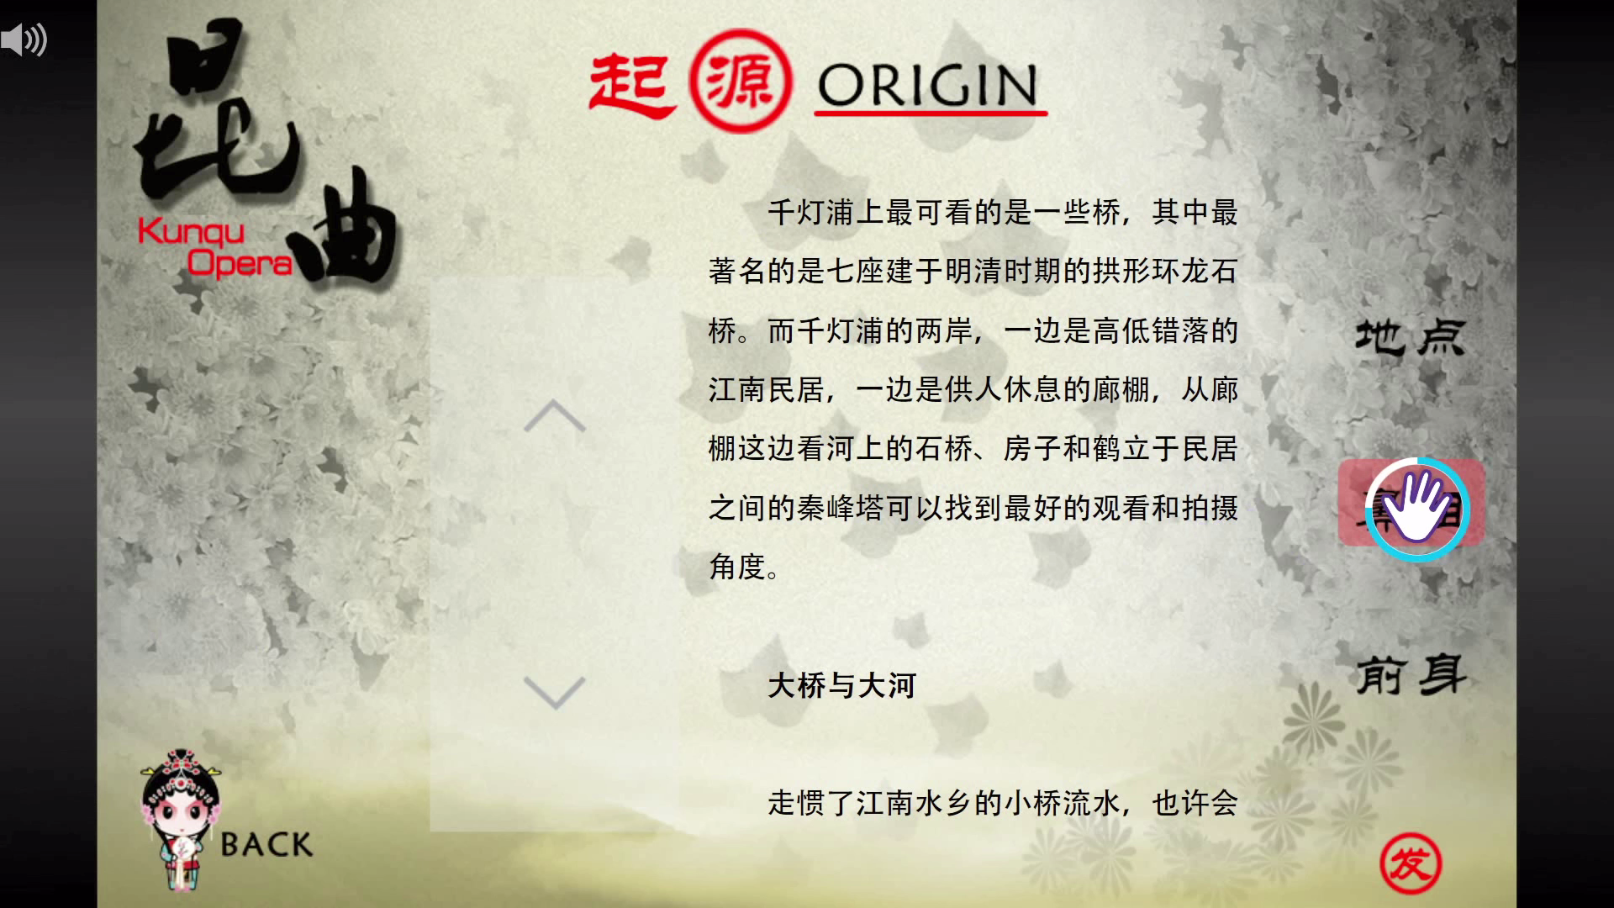 昆曲
Kunqu
Opera
起源 ORIGIN
千灯浦上最可看的是一些桥，其中最
著名的是七座建于明清时期的拱形环龙石
桥。而千灯浦的两岸，一边是高低错落的
江南民居，一边是供人休息的廊棚，从廊
棚这边看河上的石桥、房子和鹤立于民居
之间的秦峰塔可以找到最好的观看和拍摄
角度。
大桥与大河
走惯了江南水乡的小桥流水，也许会
地点
前身
BACK
发